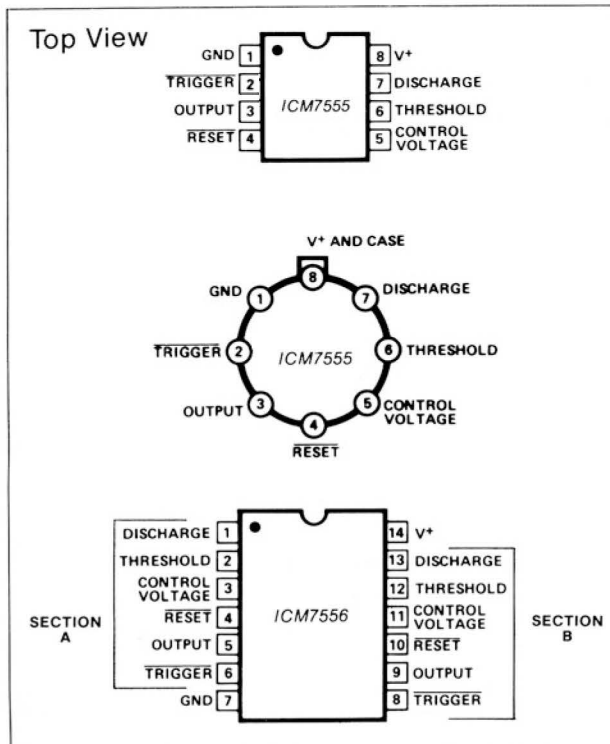 Top View
GND 1
8 V+
TRIGGER 2
7 DISCHARGE
OUTPUT 3
ICM7555
6 THRESHOLD
RESET 4
5 CONTROL
VOLTAGE
V+ AND CASE
8
GND
1
7
DISCHARGE
TRIGGER
2
ICM7555
6
THRESHOLD
OUTPUT
3
5
CONTROL
VOLTAGE
4
RESET
DISCHARGE 1
14 V+
THRESHOLD 2
13 DISCHARGE
CONTROL
VOLTAGE 3
12 THRESHOLD
SECTION
A
RESET 4
ICM7556
11 CONTROL
VOLTAGE
SECTION
B
OUTPUT 5
10 RESET
TRIGGER 6
9 OUTPUT
GND 7
8 TRIGGER